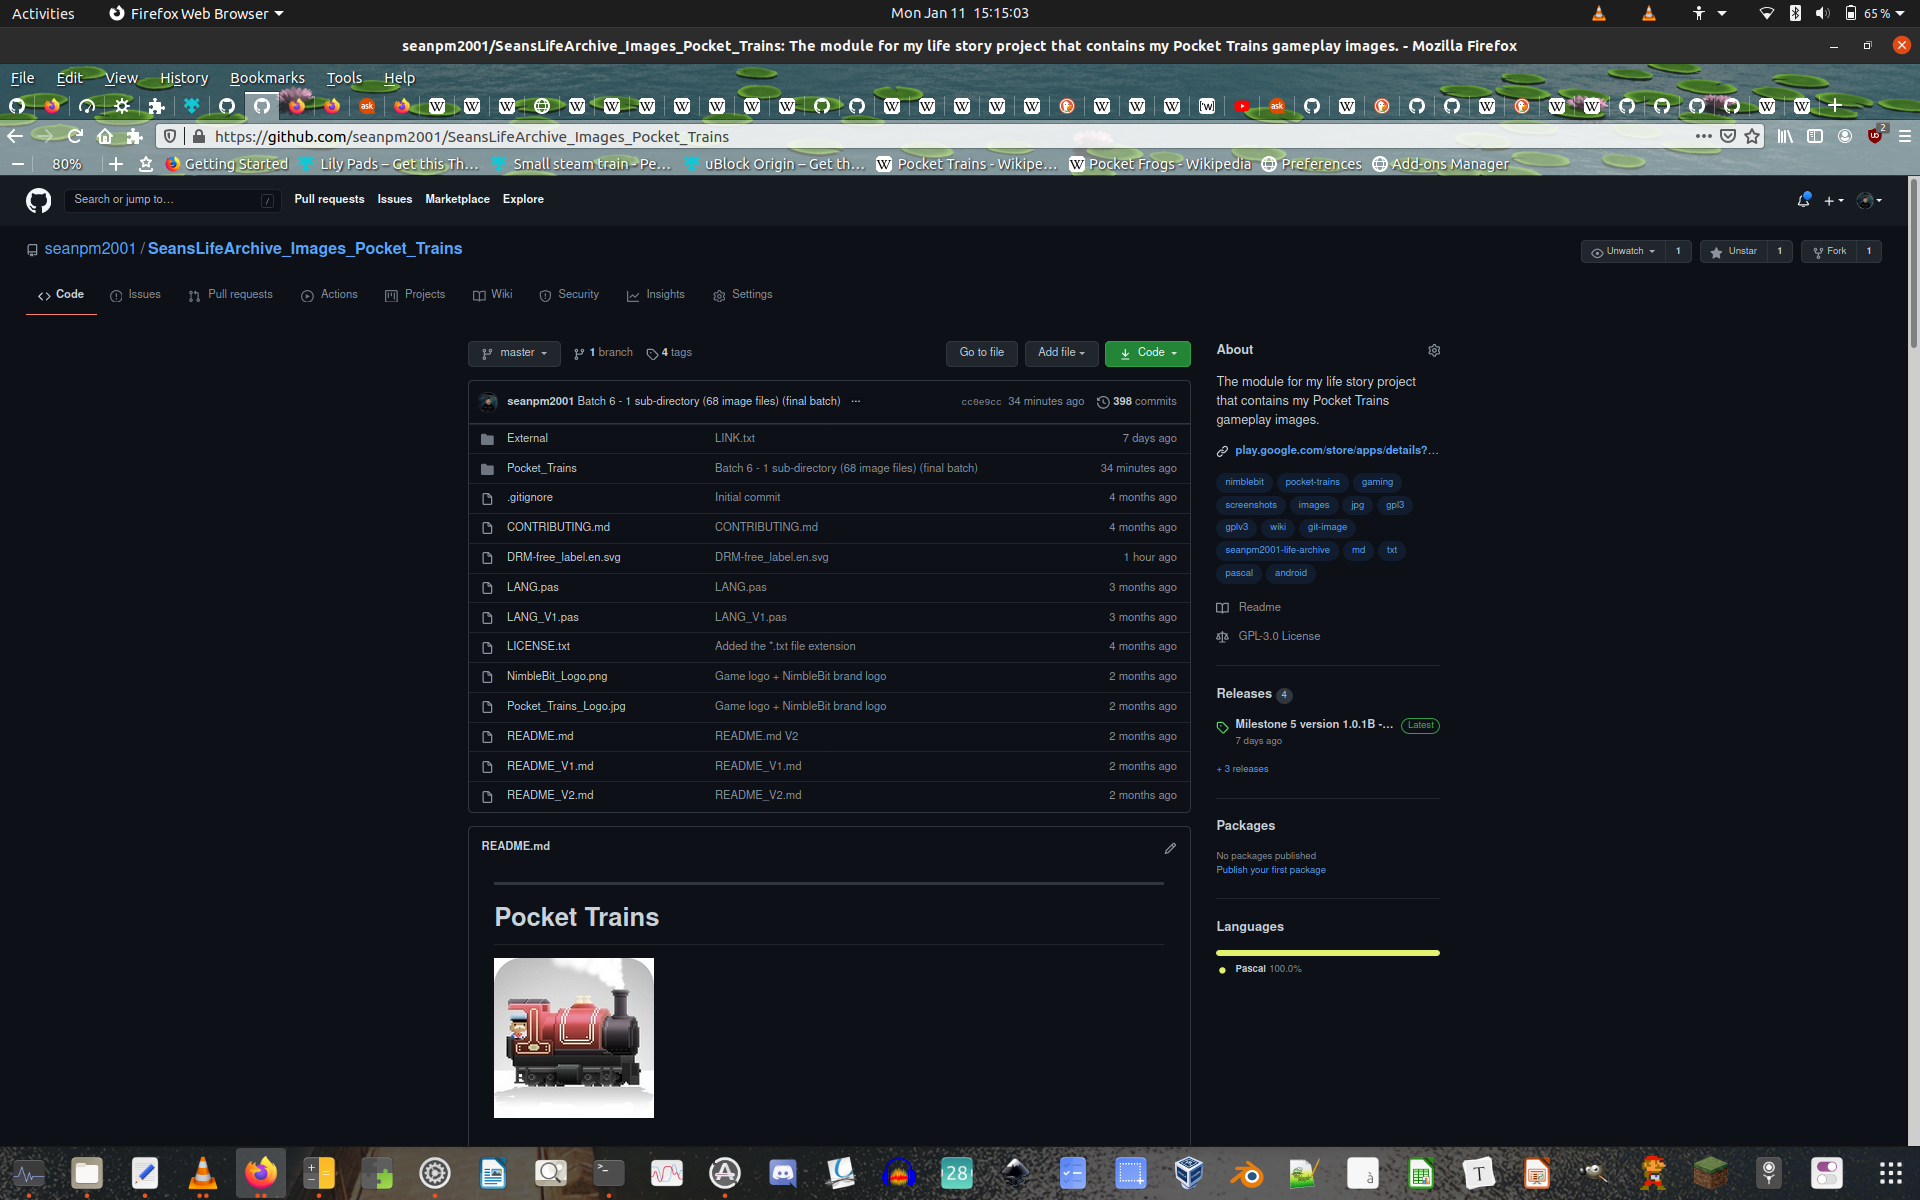 Activities
Firefox Web Browser
Mon Jan 11 15:15:03
65 %
seanpm2001/SeansLifeArchive_Images_Pocket_Trains: The module for my life story project that contains my Pocket Trains gameplay images. - Mozilla Firefox
File Edit View History Bookmarks Tools Help
https://github.com/seanpm2001/SeansLifeArchive_Images_Pocket_Trains
2
80%
Getting Started
Lily Pads – Get this Th…
Small steam train - Pe…
uBlock Origin – Get th…
Pocket Trains - Wikipe…
Pocket Frogs - Wikipedia
Preferences
Add-ons Manager
Search or jump to…
/
Pull requests Issues Marketplace Explore
seanpm2001 / SeansLifeArchive_Images_Pocket_Trains
Unwatch 1
Unstar 1
Fork 1
Code Issues Pull requests Actions Projects Wiki Security Insights Settings
master
1 branch
4 tags
Go to file
Add file
Code
seanpm2001 Batch 6 - 1 sub-directory (68 image files) (final batch) ...
cc0e9cc 34 minutes ago
398 commits
External LINK.txt 7 days ago
Pocket_Trains Batch 6 - 1 sub-directory (68 image files) (final batch) 34 minutes ago
.gitignore Initial commit 4 months ago
CONTRIBUTING.md CONTRIBUTING.md 4 months ago
DRM-free_label.en.svg DRM-free_label.en.svg 1 hour ago
LANG.pas LANG.pas 3 months ago
LANG_V1.pas LANG_V1.pas 3 months ago
LICENSE.txt Added the *.txt file extension 4 months ago
NimbleBit_Logo.png Game logo + NimbleBit brand logo 2 months ago
Pocket_Trains_Logo.jpg Game logo + NimbleBit brand logo 2 months ago
README.md README.md V2 2 months ago
README_V1.md README_V1.md 2 months ago
README_V2.md README_V2.md 2 months ago
README.md
Pocket Trains
About
The module for my life story project
that contains my Pocket Trains
gameplay images.
play.google.com/store/apps/details?…
nimblebit pocket-trains gaming
screenshots images jpg gpl3
gplv3 wiki git-image
seanpm2001-life-archive md txt
pascal android
Readme
GPL-3.0 License
Releases 4
Milestone 5 version 1.0.1B -… Latest
7 days ago
+ 3 releases
Packages
No packages published
Publish your first package
Languages
Pascal 100.0%
28